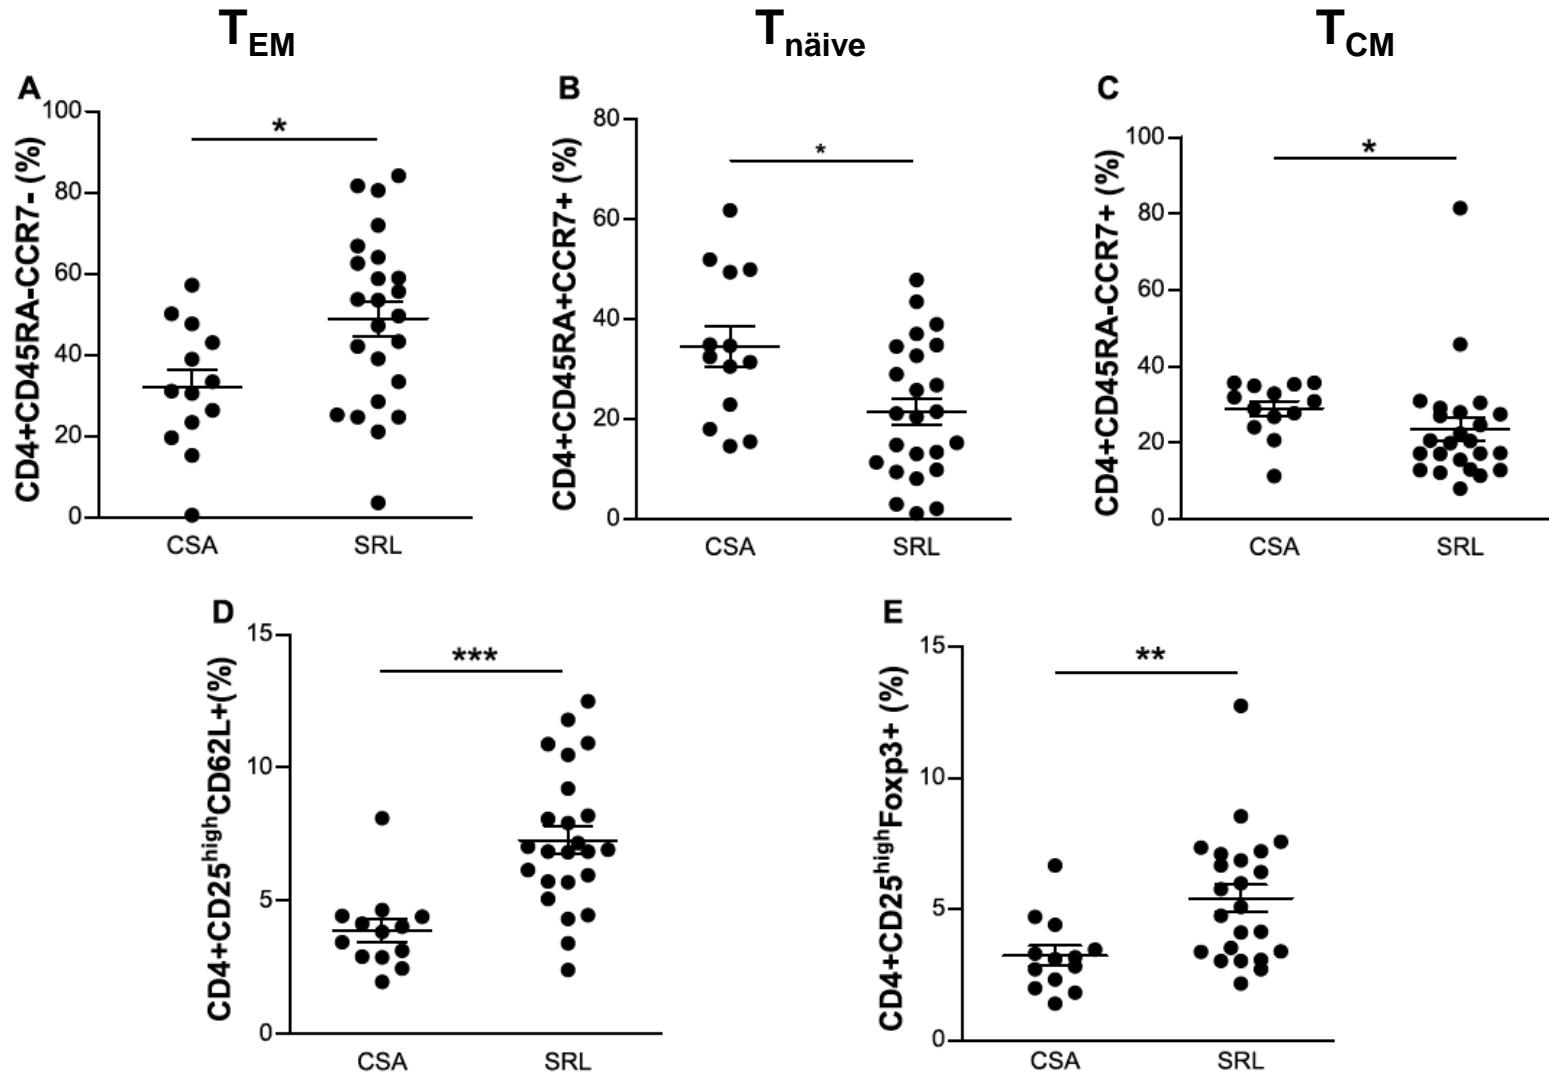 TEM
Tnäive
TCM
A
CD4+CD45RA-CCR7- (%)
100
80
60
40
20
0
*
CSA
SRL
B
CD4+CD45RA+CCR7+ (%)
80
60
40
20
0
*
CSA
SRL
C
CD4+CD45RA-CCR7+ (%)
100
80
60
40
20
0
*
CSA
SRL
D
CD4+CD25highCD62L+(%)
15
10
5
0
***
CSA
SRL
E
CD4+CD25highFoxp3+ (%)
15
10
5
0
**
CSA
SRL